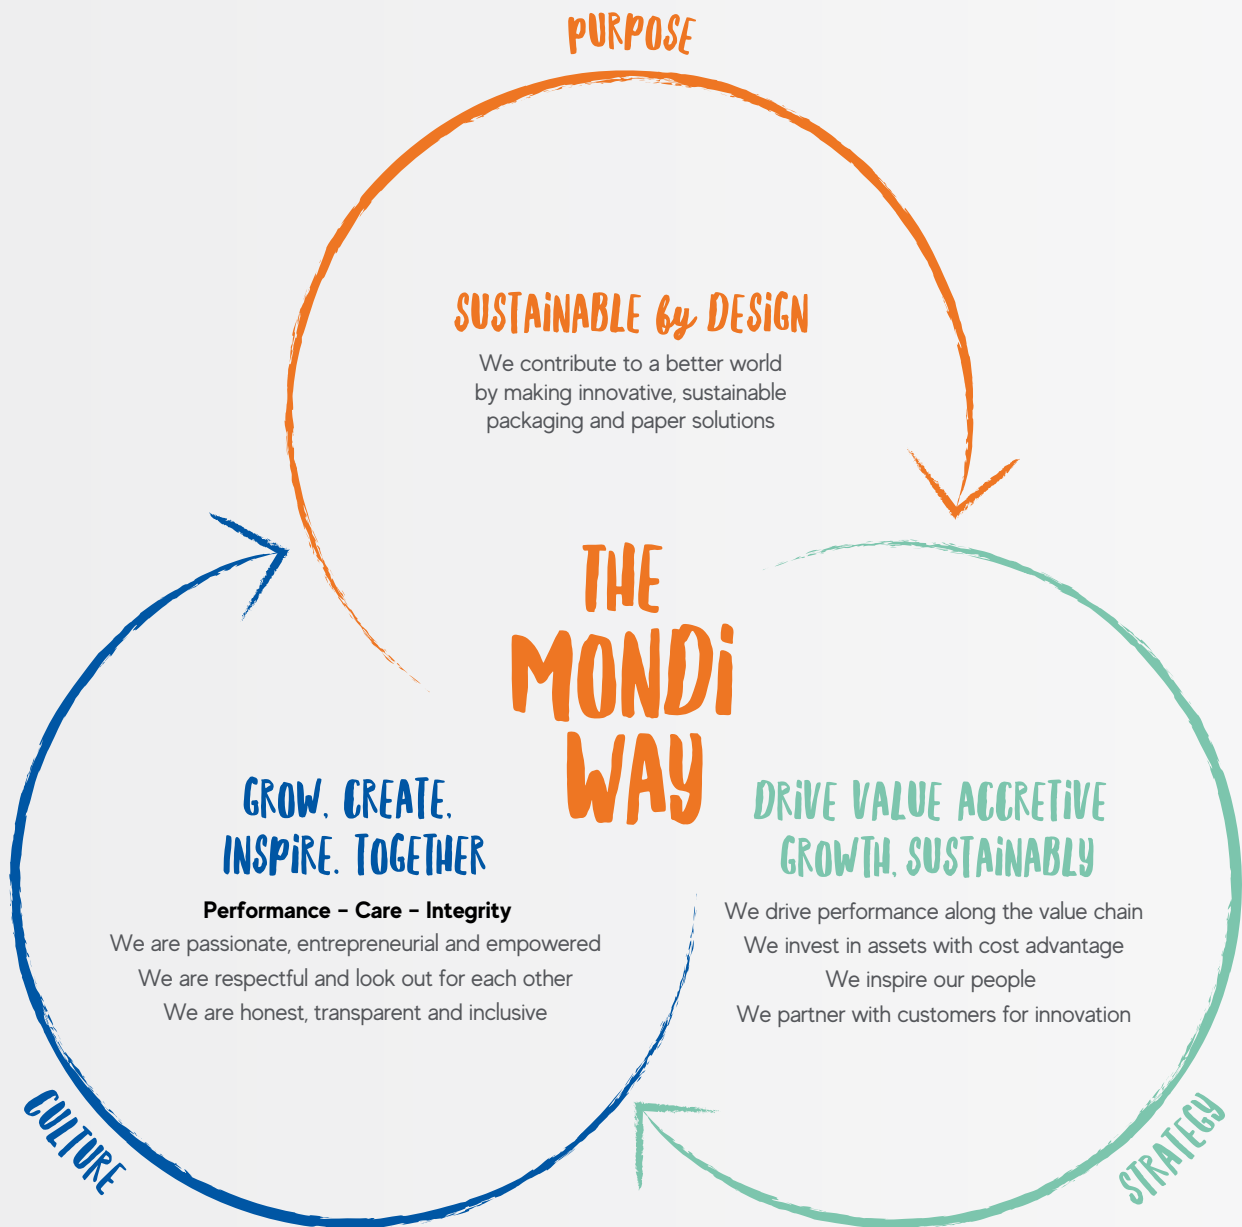 PURPOSE
SUSTAiNABLE by DESiGN
We contribute to a better world
by making innovative, sustainable
packaging and paper solutions
THE
MONDi
WAY
GROW. CREATE.
INSPiRE. TOGETHER
Performance – Care – Integrity
We are passionate, entrepreneurial and empowered
We are respectful and look out for each other
We are honest, transparent and inclusive
DRiVE VALUE ACCRETiVE
GROWTH, SUSTAiNABLY
We drive performance along the value chain
We invest in assets with cost advantage
We inspire our people
We partner with customers for innovation
CULTURE
STRATEGY